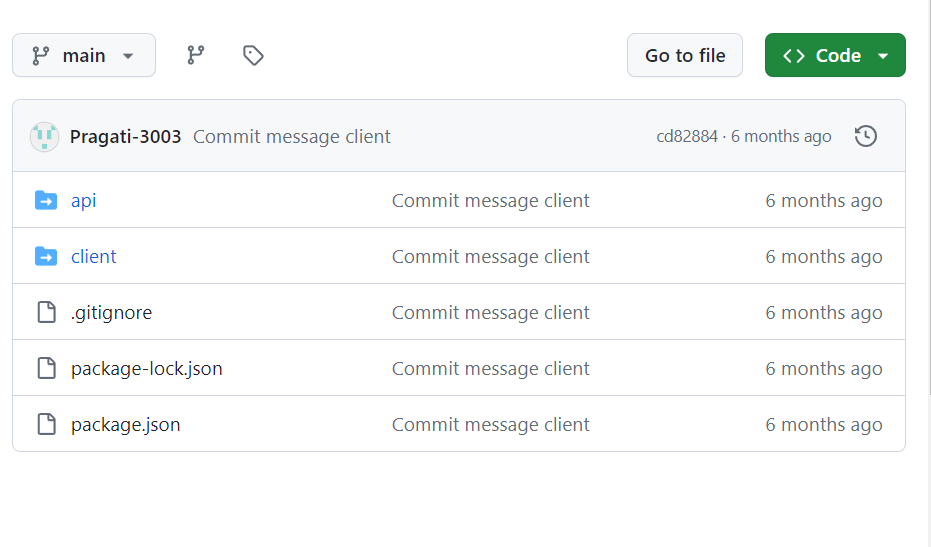 main Go to file Code
Pragati-3003 Commit message client cd82884 · 6 months ago
api Commit message client 6 months ago
client Commit message client 6 months ago
.gitignore Commit message client 6 months ago
package-lock.json Commit message client 6 months ago
package.json Commit message client 6 months ago